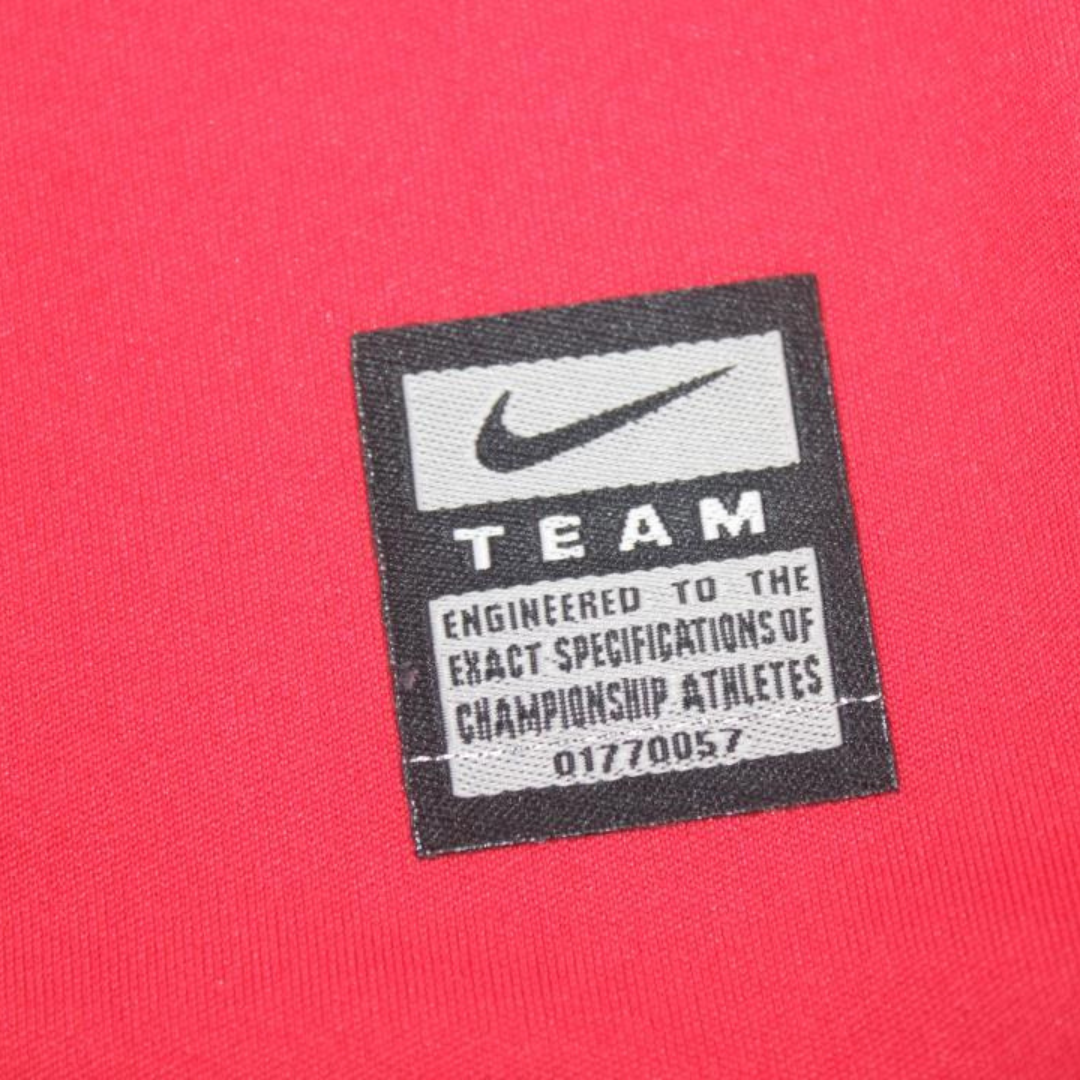 TEAM
ENGINEERED TO THE
EXACT SPECIFICATIONS OF
CHAMPIONSHIP ATHLETES
01770057